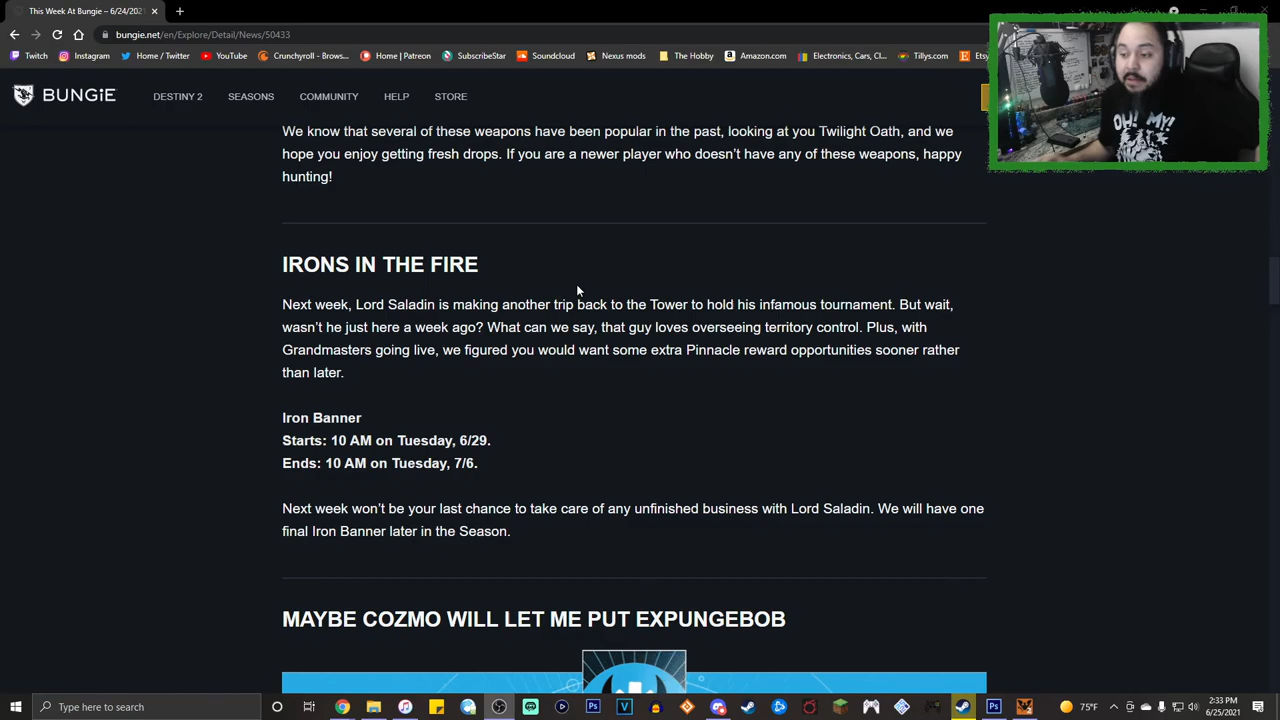 This Week At Bungie – 6/24/2021
bungie.net/en/Explore/Detail/News/50433
Twitch Instagram Home / Twitter YouTube Crunchyroll - Brows... Home | Patreon SubscribeStar Soundcloud Nexus mods The Hobby Amazon.com Electronics, Cars, Cl... Tillys.com Etsy
BUNGiE DESTINY 2 SEASONS COMMUNITY HELP STORE
OH! MY!
We know that several of these weapons have been popular in the past, looking at you Twilight Oath, and we
hope you enjoy getting fresh drops. If you are a newer player who doesn't have any of these weapons, happy
hunting!
IRONS IN THE FIRE
Next week, Lord Saladin is making another trip back to the Tower to hold his infamous tournament. But wait,
wasn't he just here a week ago? What can we say, that guy loves overseeing territory control. Plus, with
Grandmasters going live, we figured you would want some extra Pinnacle reward opportunities sooner rather
than later.
Iron Banner
Starts: 10 AM on Tuesday, 6/29.
Ends: 10 AM on Tuesday, 7/6.
Next week won't be your last chance to take care of any unfinished business with Lord Saladin. We will have one
final Iron Banner later in the Season.
MAYBE COZMO WILL LET ME PUT EXPUNGEBOB
Type here to search
75°F
2:33 PM
6/25/2021